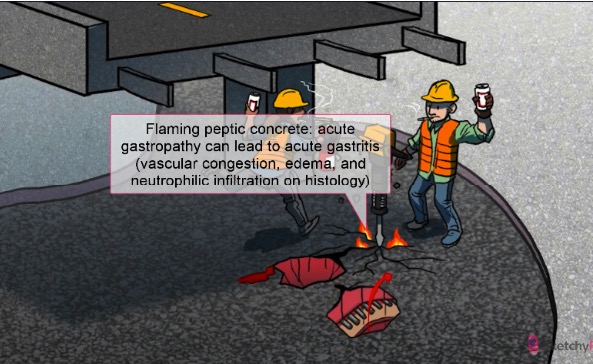 Flaming peptic concrete: acute
gastropathy can lead to acute gastritis
(vascular congestion, edema, and
neutrophilic infiltration on histology)